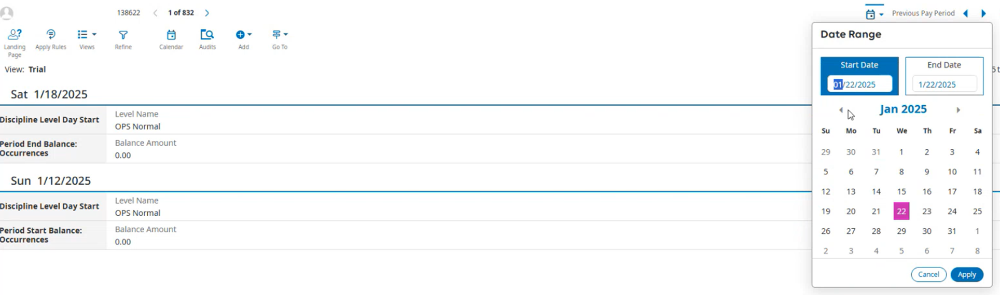 138622 1 of 832 Previous Pay Period
Landing Page Apply Rules Views Refine Calendar Audits Add Go To
View: Trial
Sat 1/18/2025
Discipline Level Day Start
Level Name
OPS Normal
Period End Balance:
Occurrences
Balance Amount
0.00
Sun 1/12/2025
Discipline Level Day Start
Level Name
OPS Normal
Period Start Balance:
Occurrences
Balance Amount
0.00
Date Range
Start Date End Date
01/22/2025 1/22/2025
Jan 2025
Su Mo Tu We Th Fr Sa
29 30 31 1 2 3 4
5 6 7 8 9 10 11
12 13 14 15 16 17 18
19 20 21 22 23 24 25
26 27 28 29 30 31 1
2 3 4 5 6 7 8
Cancel Apply